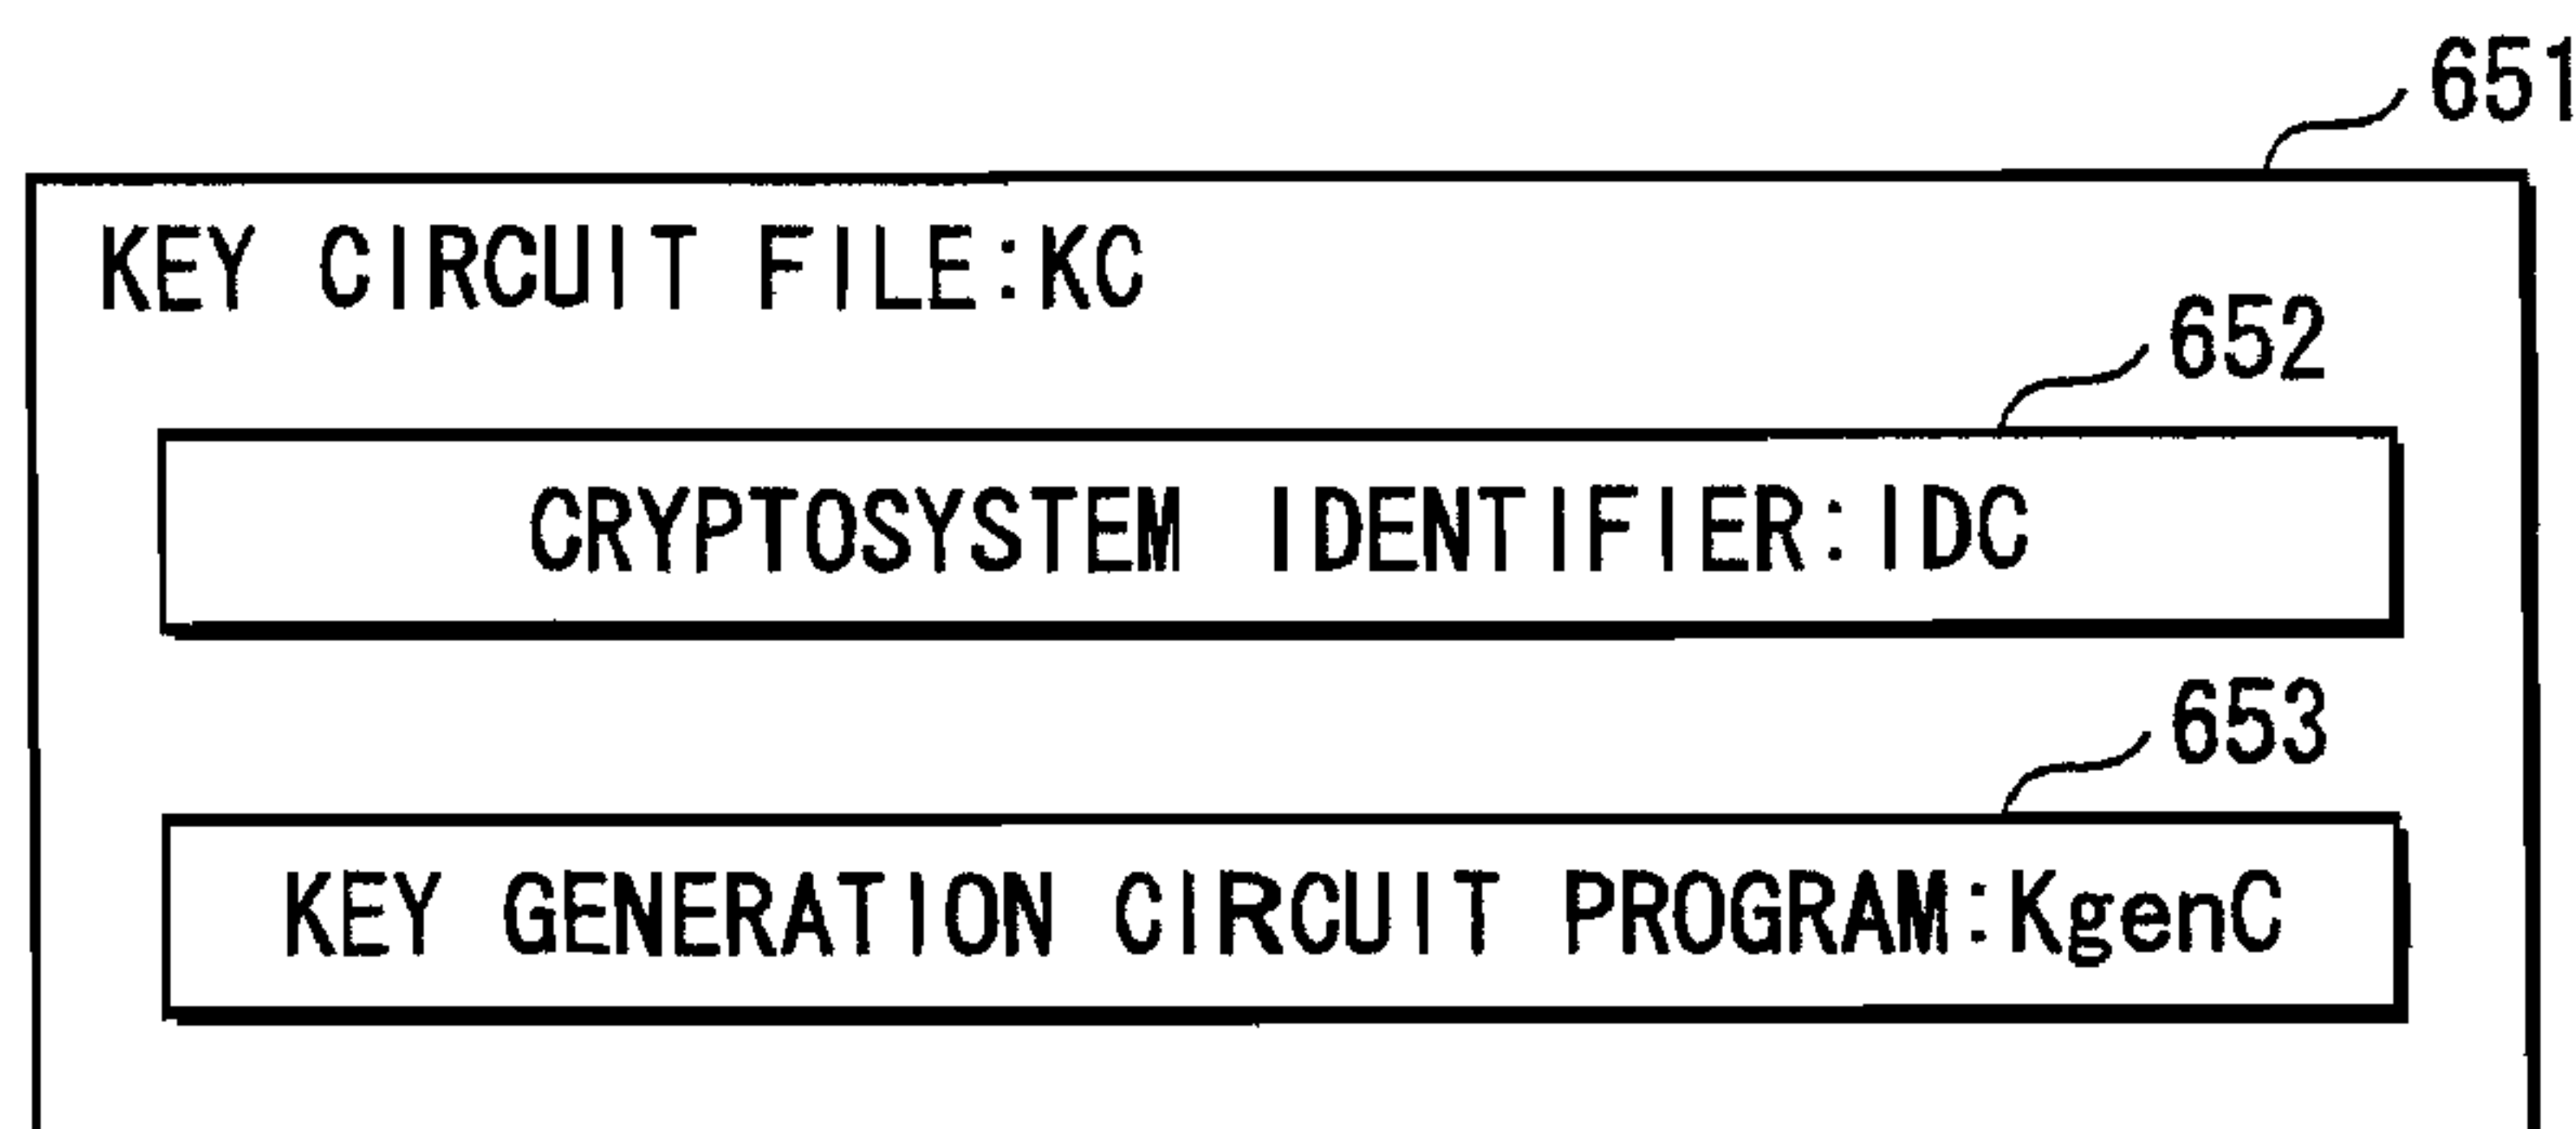 651
KEY CIRCUIT FILE:KC
652
CRYPTOSYSTEM IDENTIFIER:IDC
653
KEY GENERATION CIRCUIT PROGRAM:KgenC